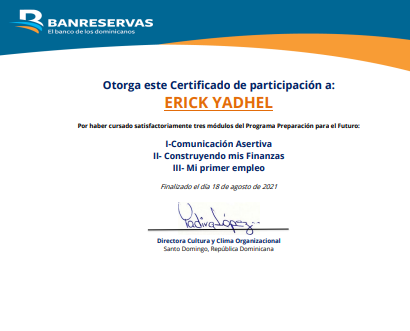 BANRESERVAS
El banco de los dominicanos
Otorga este Certificado de participación a:
ERICK YADHEL
Por haber cursado satisfactoriamente tres módulos del Programa Preparación para el Futuro:
I-Comunicación Asertiva
II- Construyendo mis Finanzas
III- Mi primer empleo
Finalizado el día 18 de agosto de 2021
Yadira López
Directora Cultura y Clima Organizacional
Santo Domingo, República Dominicana